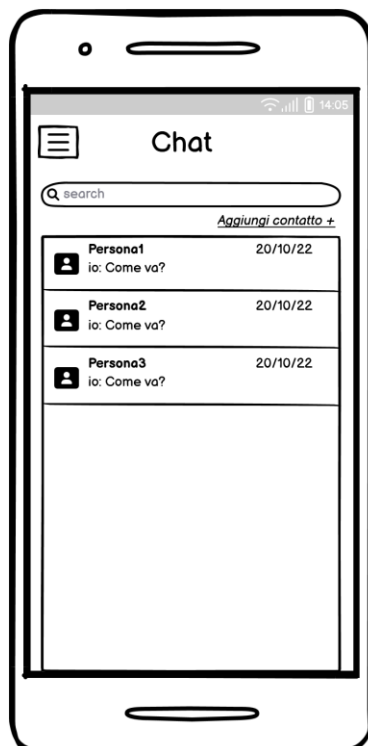 14:05
Chat
search
Aggiungi contatto +
Persona1 20/10/22
io: Come va?
Persona2 20/10/22
io: Come va?
Persona3 20/10/22
io: Come va?